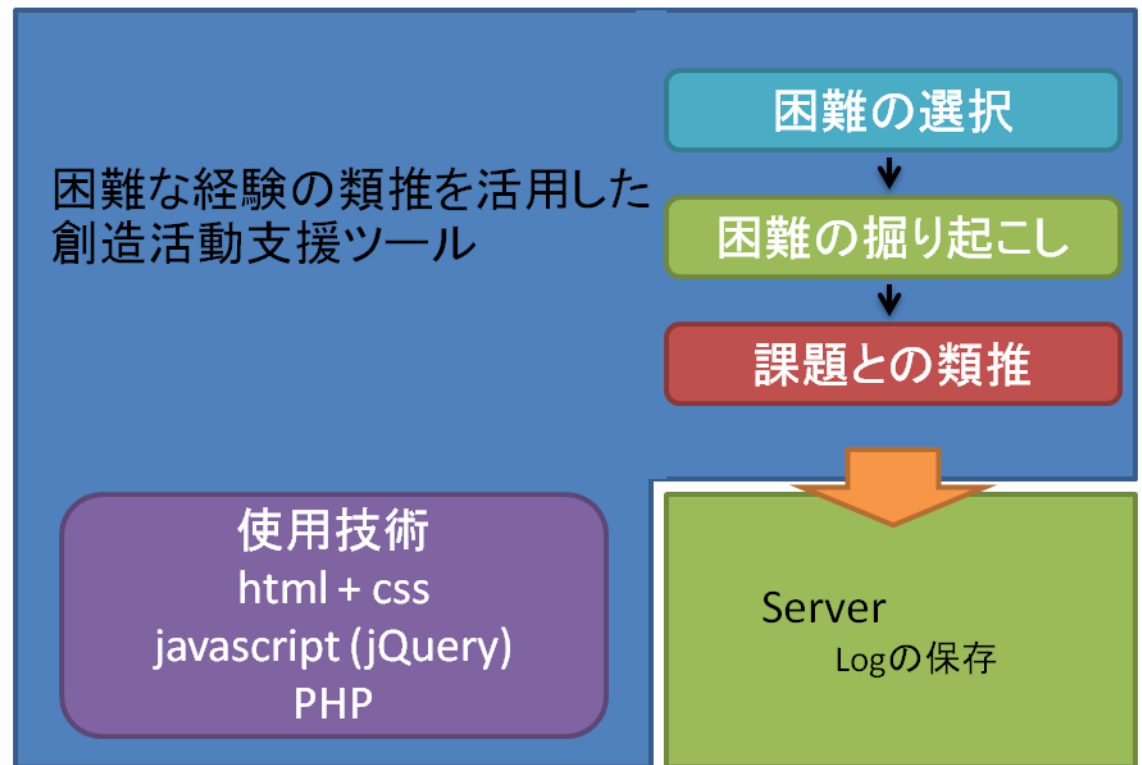 困難な経験の類推を活用した
創造活動支援ツール
困難の選択
困難の掘り起こし
課題との類推
使用技術
html + css
javascript (jQuery)
PHP
Server
Logの保存